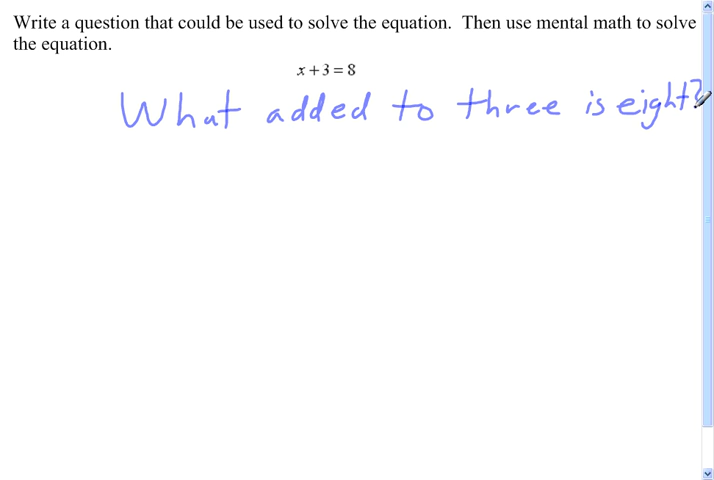 Write a question that could be used to solve the equation.  Then use mental math to solve
the equation.
x + 3 = 8
What added to three is eight?